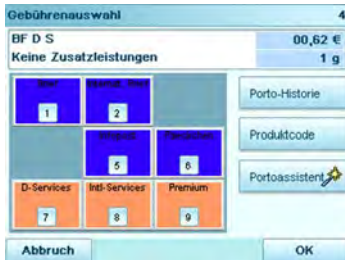 Gebührenauswahl 4
BF D S 00,62 €
Keine Zusatzleistungen 1 g
Brief
1
2
5
6
D-Services
7
Intl-Services
8
Premium
9
Porto-Historie
Produktcode
Portoassistent
Abbruch
OK